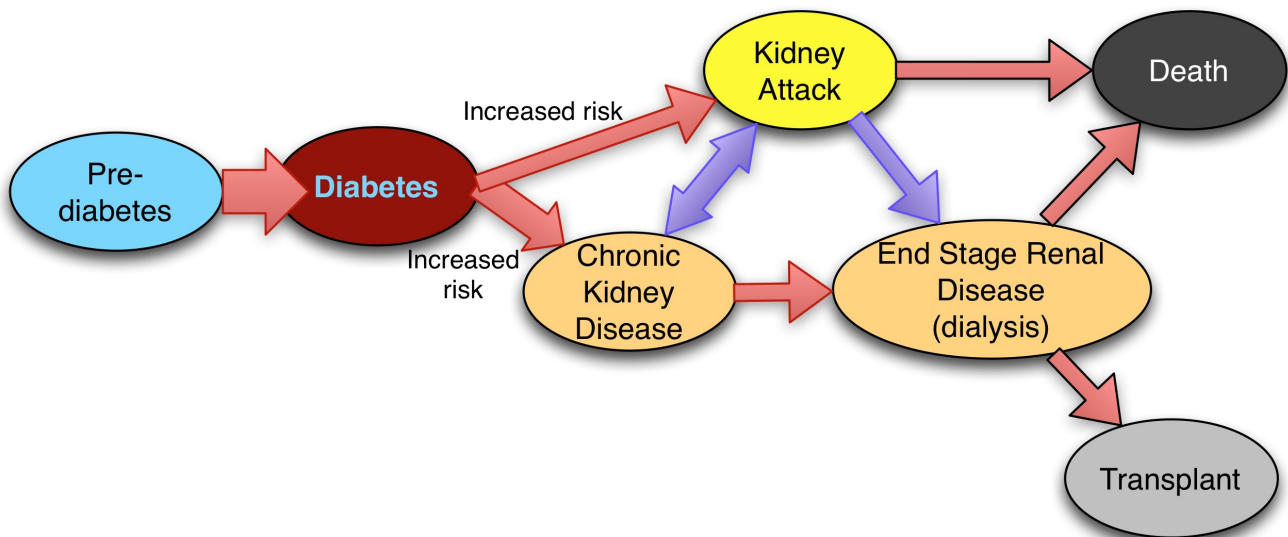 Pre-
diabetes
Diabetes
Increased risk
Increased
risk
Kidney
Attack
Chronic
Kidney
Disease
End Stage Renal
Disease
(dialysis)
Death
Transplant